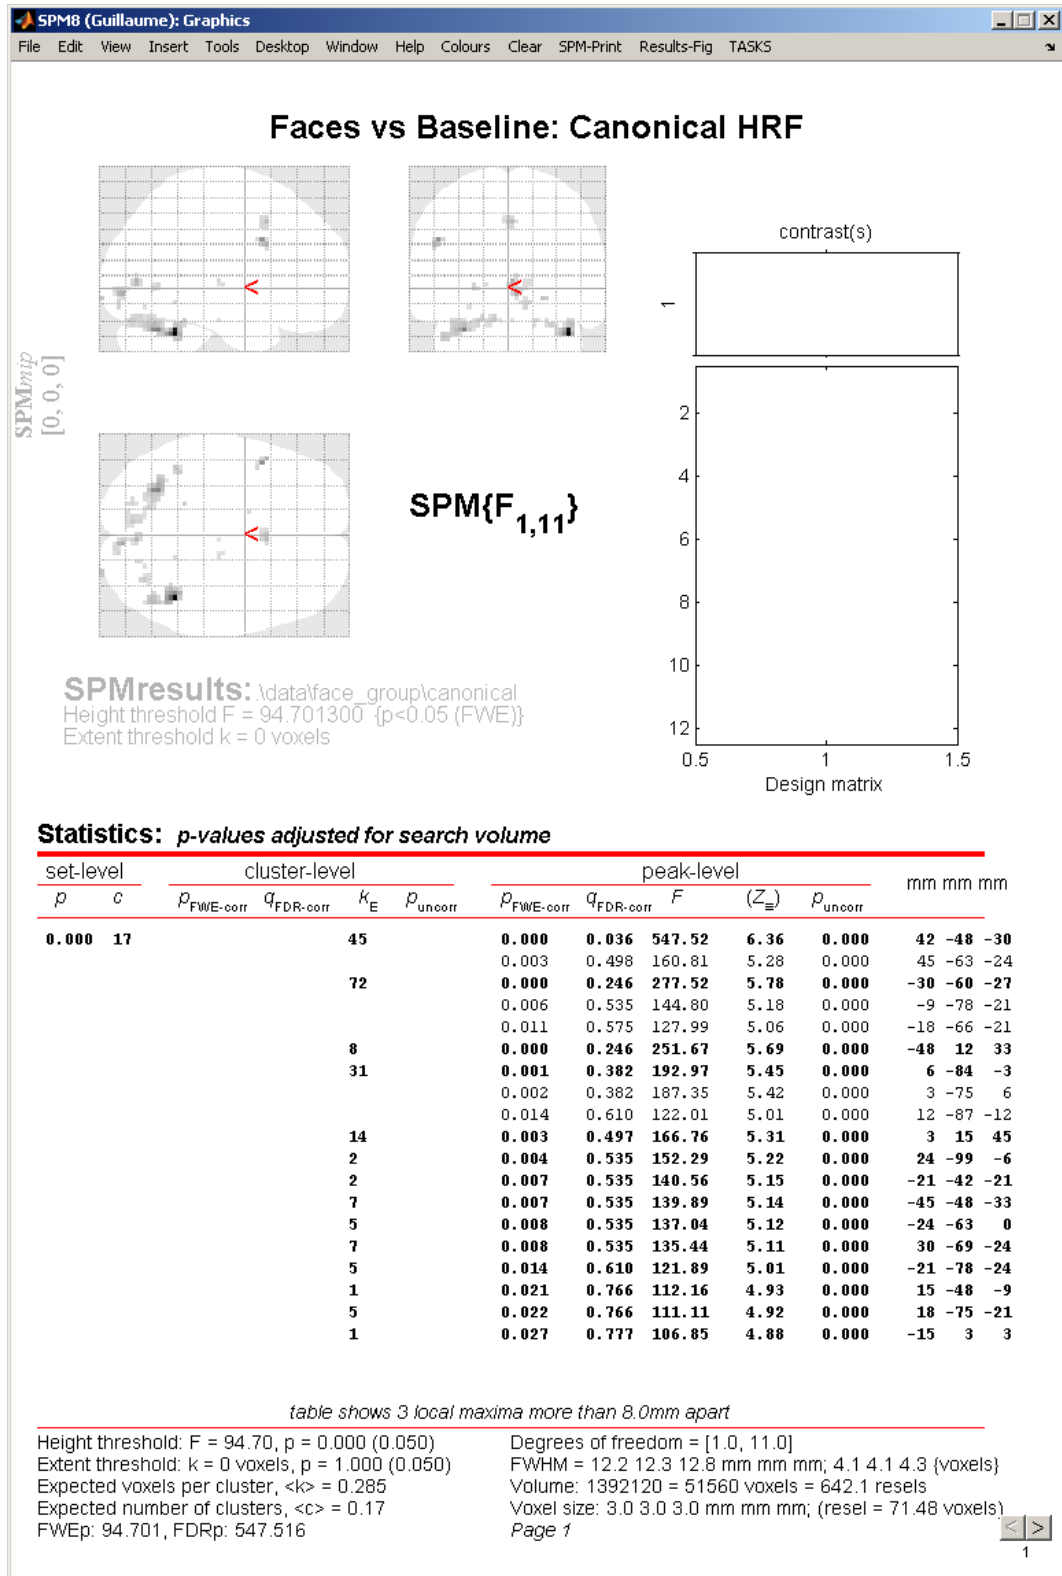 SPM8 (Guillaume): Graphics
File Edit View Insert Tools Desktop Window Help Colours Clear SPM-Print Results-Fig TASKS
Faces vs Baseline: Canonical HRF
SPMmip
[0, 0, 0]
<
<
<
SPM{F1,11}
contrast(s)
1
2
4
6
8
10
12
0.5 1 1.5
Design matrix
SPMresults: .\data\face_group\canonical
Height threshold F = 94.701300 {p<0.05 (FWE)}
Extent threshold k = 0 voxels
Statistics: p-values adjusted for search volume
set-level cluster-level peak-level mm mm mm
p c pFWE-corr qFDR-corr kE puncorr pFWE-corr qFDR-corr F (Z≡) puncorr
0.000 17 45 0.000 0.036 547.52 6.36 0.000 42 -48 -30
0.003 0.498 160.81 5.28 0.000 45 -63 -24
72 0.000 0.246 277.52 5.78 0.000 -30 -60 -27
0.006 0.535 144.80 5.18 0.000 -9 -78 -21
0.011 0.575 127.99 5.06 0.000 -18 -66 -21
8 0.000 0.246 251.67 5.69 0.000 -48 12 33
31 0.001 0.382 192.97 5.45 0.000 6 -84 -3
0.002 0.382 187.35 5.42 0.000 3 -75 6
0.014 0.610 122.01 5.01 0.000 12 -87 -12
14 0.003 0.497 166.76 5.31 0.000 3 15 45
2 0.004 0.535 152.29 5.22 0.000 24 -99 -6
2 0.007 0.535 140.56 5.15 0.000 -21 -42 -21
7 0.007 0.535 139.89 5.14 0.000 -45 -48 -33
5 0.008 0.535 137.04 5.12 0.000 -24 -63 0
7 0.008 0.535 135.44 5.11 0.000 30 -69 -24
5 0.014 0.610 121.89 5.01 0.000 -21 -78 -24
1 0.021 0.766 112.16 4.93 0.000 15 -48 -9
5 0.022 0.766 111.11 4.92 0.000 18 -75 -21
1 0.027 0.777 106.85 4.88 0.000 -15 3 3
table shows 3 local maxima more than 8.0mm apart
Height threshold: F = 94.70, p = 0.000 (0.050)
Extent threshold: k = 0 voxels, p = 1.000 (0.050)
Expected voxels per cluster, <k> = 0.285
Expected number of clusters, <c> = 0.17
FWEp: 94.701, FDRp: 547.516
Degrees of freedom = [1.0, 11.0]
FWHM = 12.2 12.3 12.8 mm mm mm; 4.1 4.1 4.3 {voxels}
Volume: 1392120 = 51560 voxels = 642.1 resels
Voxel size: 3.0 3.0 3.0 mm mm mm; (resel = 71.48 voxels)
Page 1
< >
1